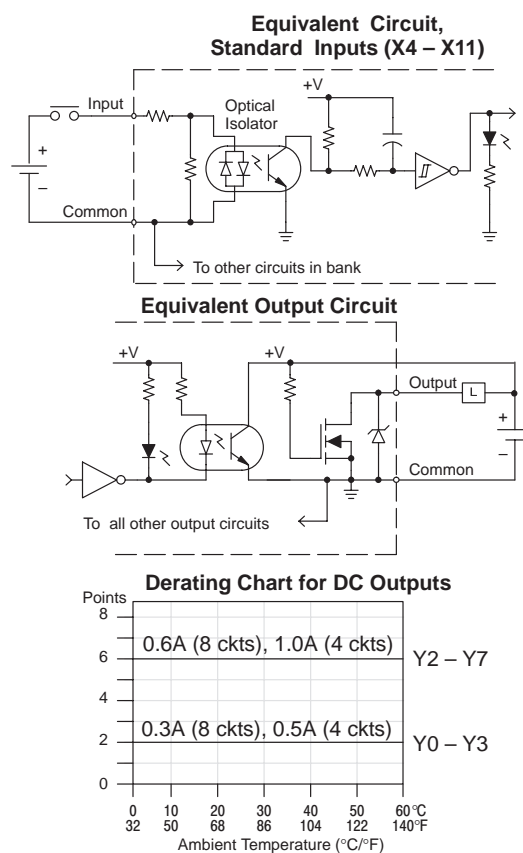 Equivalent Circuit,
Standard Inputs (X4 – X11)
+V
Input
Optical
Isolator
+
–
Common
To other circuits in bank
Equivalent Output Circuit
+V
+V
Output
L
+
–
Common
To all other output circuits
Derating Chart for DC Outputs
Points
8
0.6A (8 ckts), 1.0A (4 ckts)
6
Y2 – Y7
4
0.3A (8 ckts), 0.5A (4 ckts)
2
Y0 – Y3
0
0 10 20 30 40 50 60°C
32 50 68 86 104 122 140°F
Ambient Temperature (°C/°F)